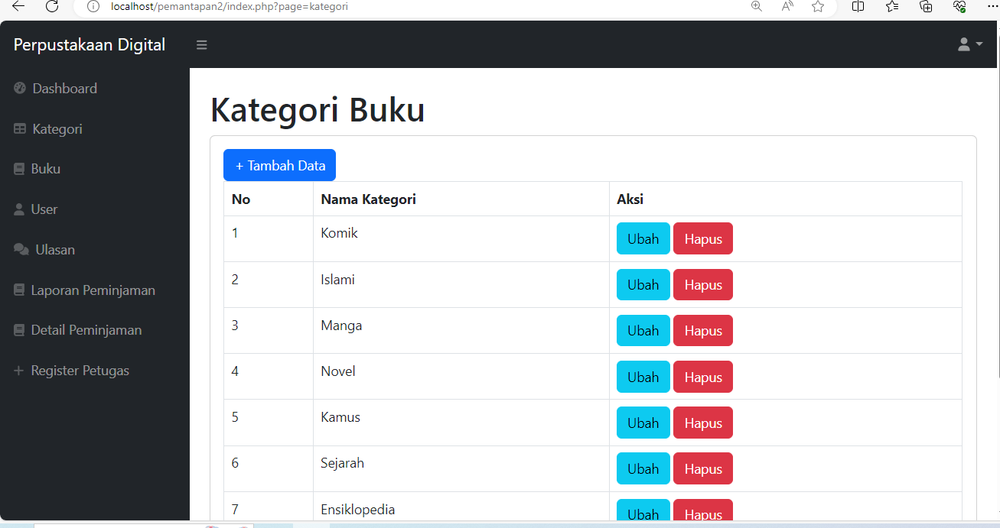 localhost/pemantapan2/index.php?page=kategori
Perpustakaan Digital
Dashboard
Kategori
Buku
User
Ulasan
Laporan Peminjaman
Detail Peminjaman
+ Register Petugas
Kategori Buku
+ Tambah Data
No Nama Kategori Aksi
1 Komik Ubah Hapus
2 Islami Ubah Hapus
3 Manga Ubah Hapus
4 Novel Ubah Hapus
5 Kamus Ubah Hapus
6 Sejarah Ubah Hapus
7 Ensiklopedia Ubah Hapus